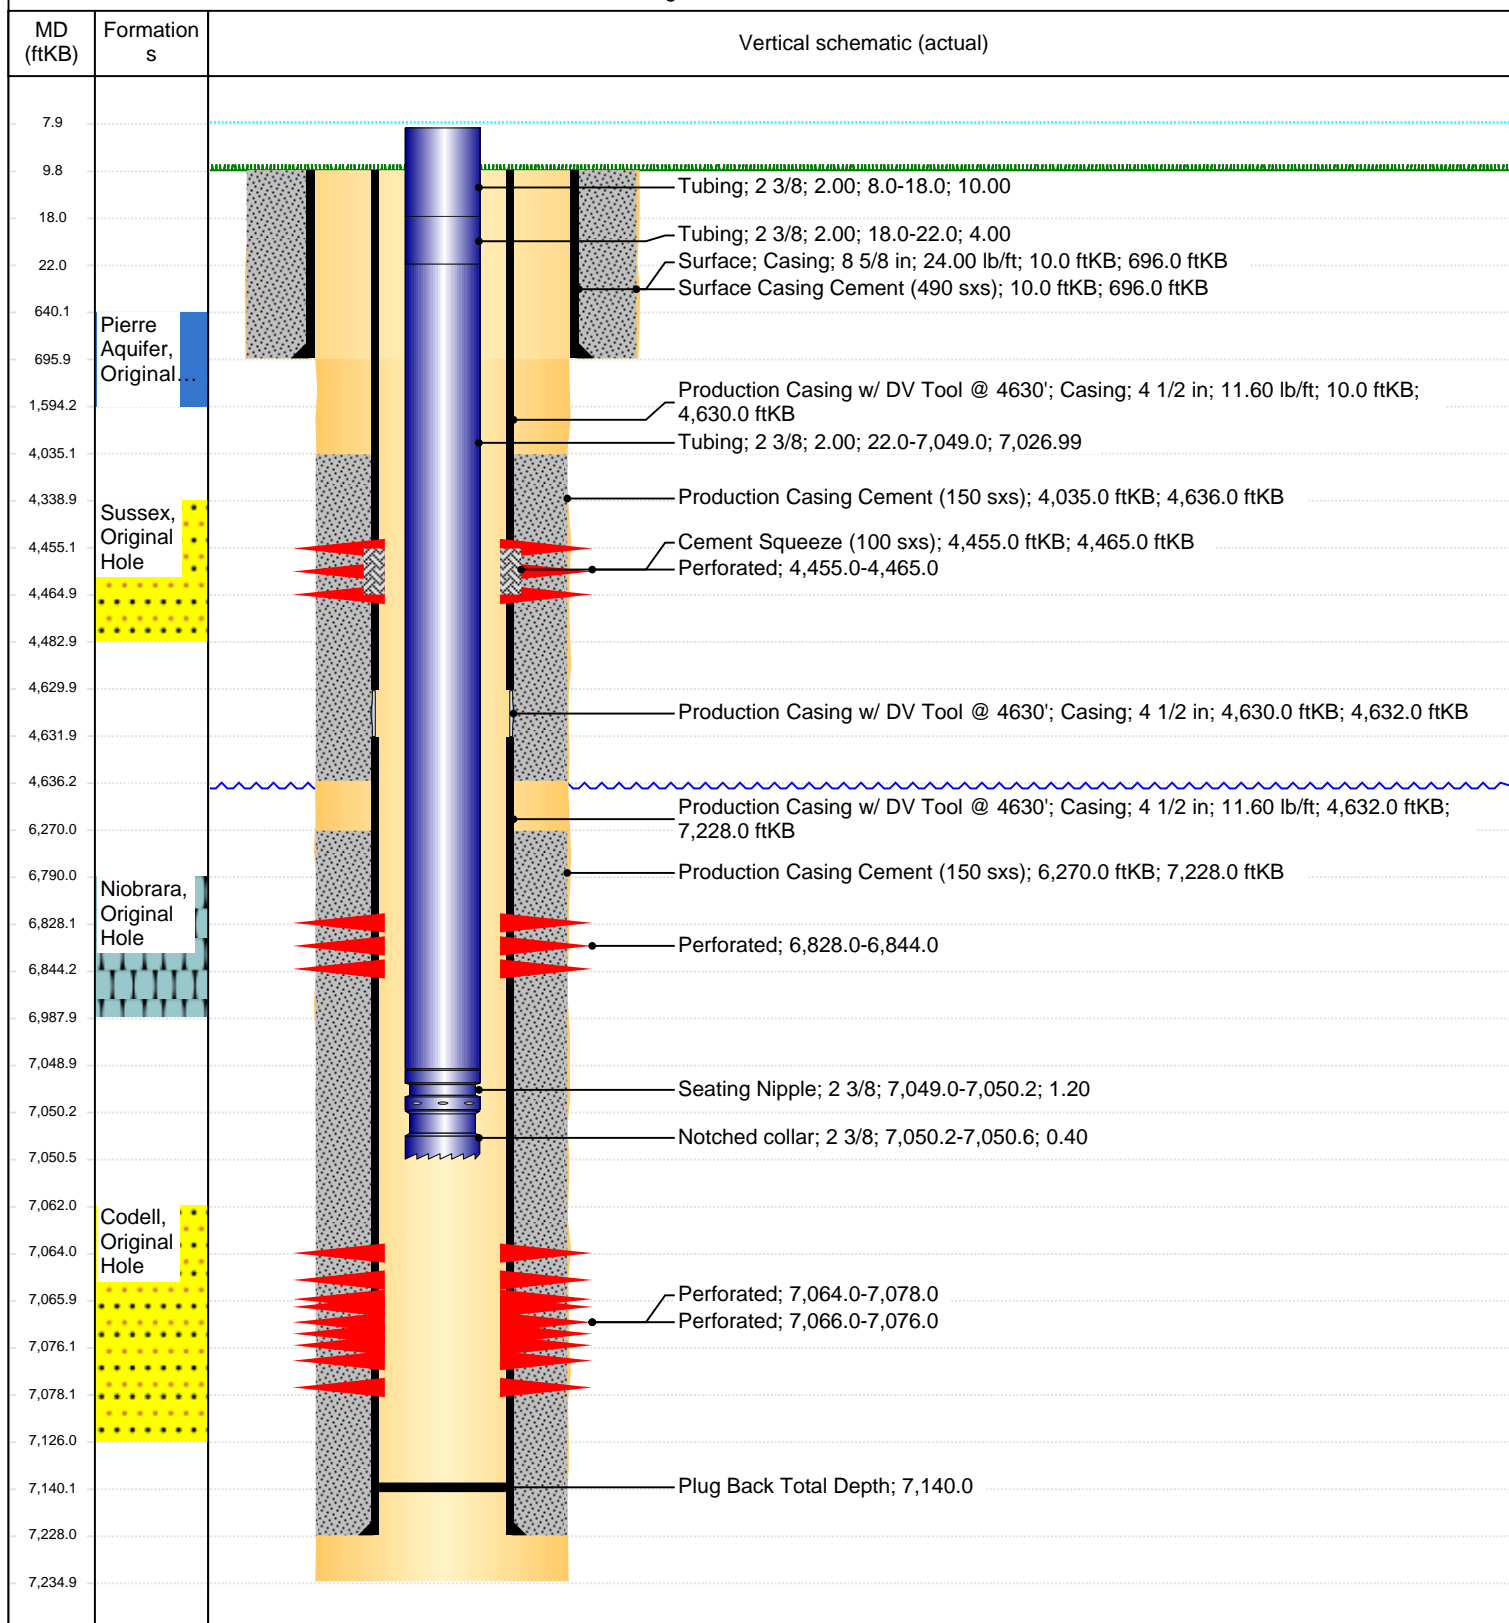 MD
(ftKB)
Formation
s
Vertical schematic (actual)
7.9
9.8
18.0
22.0
640.1
695.9
1,594.2
4,035.1
4,338.9
4,455.1
4,464.9
4,482.9
4,629.9
4,631.9
4,636.2
6,270.0
6,790.0
6,828.1
6,844.2
6,987.9
7,048.9
7,050.2
7,050.5
7,062.0
7,064.0
7,065.9
7,076.1
7,078.1
7,126.0
7,140.1
7,228.0
7,234.9
Pierre
Aquifer,
Original...
Sussex,
Original
Hole
Niobrara,
Original
Hole
Codell,
Original
Hole
Tubing; 2 3/8; 2.00; 8.0-18.0; 10.00
Tubing; 2 3/8; 2.00; 18.0-22.0; 4.00
Surface; Casing; 8 5/8 in; 24.00 lb/ft; 10.0 ftKB; 696.0 ftKB
Surface Casing Cement (490 sxs); 10.0 ftKB; 696.0 ftKB
Production Casing w/ DV Tool @ 4630'; Casing; 4 1/2 in; 11.60 lb/ft; 10.0 ftKB;
4,630.0 ftKB
Tubing; 2 3/8; 2.00; 22.0-7,049.0; 7,026.99
Production Casing Cement (150 sxs); 4,035.0 ftKB; 4,636.0 ftKB
Cement Squeeze (100 sxs); 4,455.0 ftKB; 4,465.0 ftKB
Perforated; 4,455.0-4,465.0
Production Casing w/ DV Tool @ 4630'; Casing; 4 1/2 in; 4,630.0 ftKB; 4,632.0 ftKB
Production Casing w/ DV Tool @ 4630'; Casing; 4 1/2 in; 11.60 lb/ft; 4,632.0 ftKB;
7,228.0 ftKB
Production Casing Cement (150 sxs); 6,270.0 ftKB; 7,228.0 ftKB
Perforated; 6,828.0-6,844.0
Seating Nipple; 2 3/8; 7,049.0-7,050.2; 1.20
Notched collar; 2 3/8; 7,050.2-7,050.6; 0.40
Perforated; 7,064.0-7,078.0
Perforated; 7,066.0-7,076.0
Plug Back Total Depth; 7,140.0